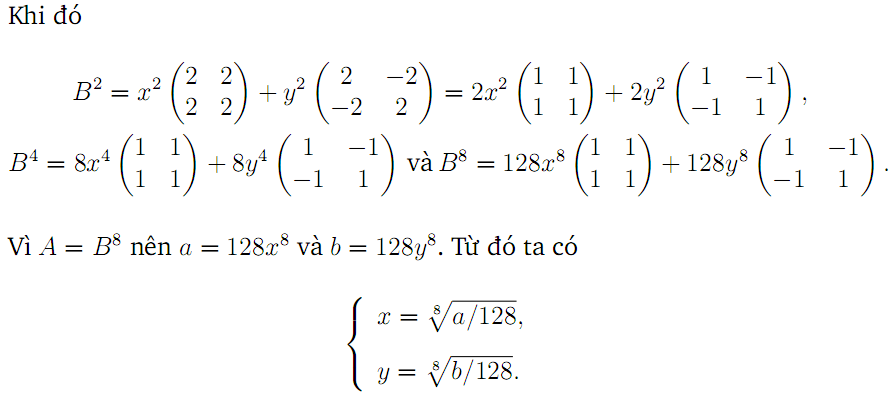 Khi đó
$B^2 = x^2 \begin{pmatrix} 2 & 2 \\ 2 & 2 \end{pmatrix} + y^2 \begin{pmatrix} 2 & -2 \\ -2 & 2 \end{pmatrix} = 2x^2 \begin{pmatrix} 1 & 1 \\ 1 & 1 \end{pmatrix} + 2y^2 \begin{pmatrix} 1 & -1 \\ -1 & 1 \end{pmatrix},$
$B^4 = 8x^4 \begin{pmatrix} 1 & 1 \\ 1 & 1 \end{pmatrix} + 8y^4 \begin{pmatrix} 1 & -1 \\ -1 & 1 \end{pmatrix}$ và $B^8 = 128x^8 \begin{pmatrix} 1 & 1 \\ 1 & 1 \end{pmatrix} + 128y^8 \begin{pmatrix} 1 & -1 \\ -1 & 1 \end{pmatrix}.$
Vì $A = B^8$ nên $a = 128x^8$ và $b = 128y^8$. Từ đó ta có
$\begin{cases} x = \sqrt[8]{a/128}, \\ y = \sqrt[8]{b/128}. \end{cases}$